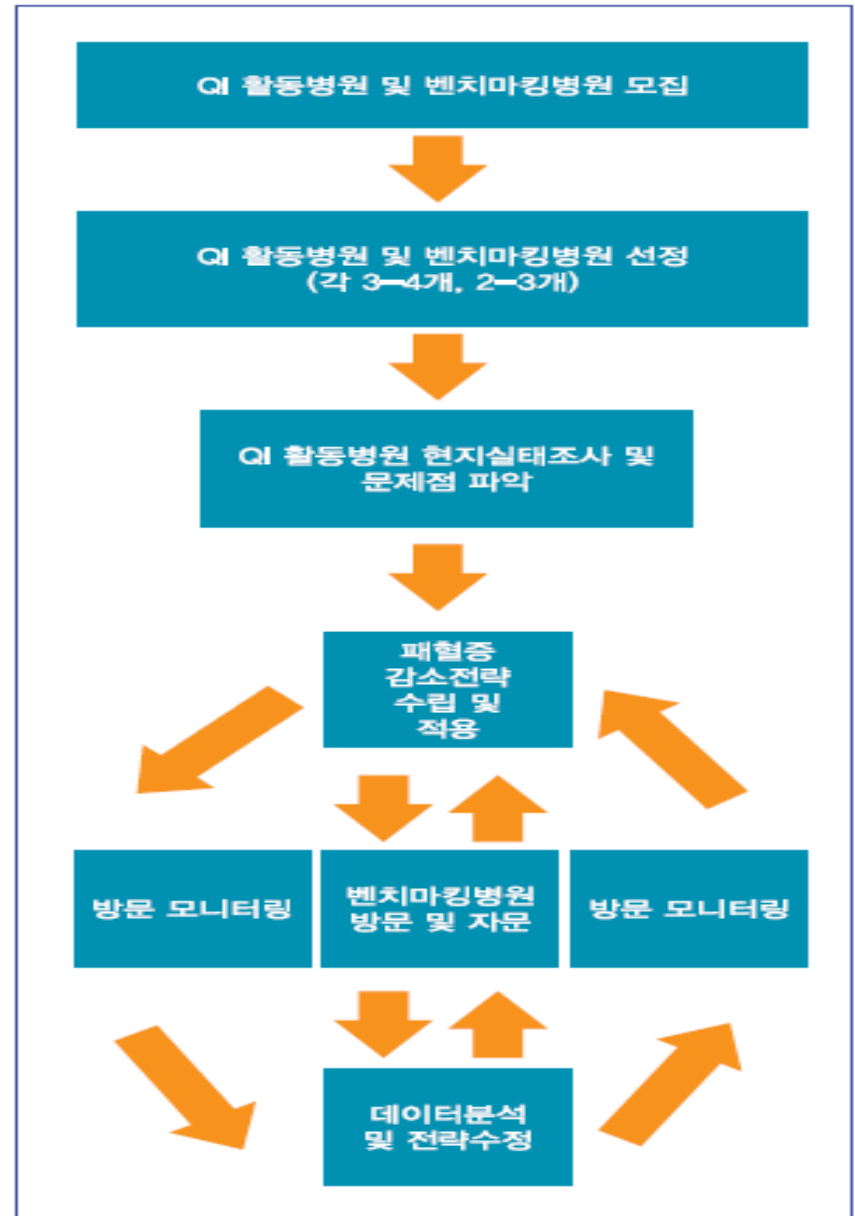 QI 활동병원 및 벤치마킹병원 모집
QI 활동병원 및 벤치마킹병원 선정
(각 3-4개, 2-3개)
QI 활동병원 현지실태조사 및
문제점 파악
패혈증
감소전략
수립 및
적용
방문 모니터링
벤치마킹병원
방문 및 자문
방문 모니터링
데이터분석
및 전략수정